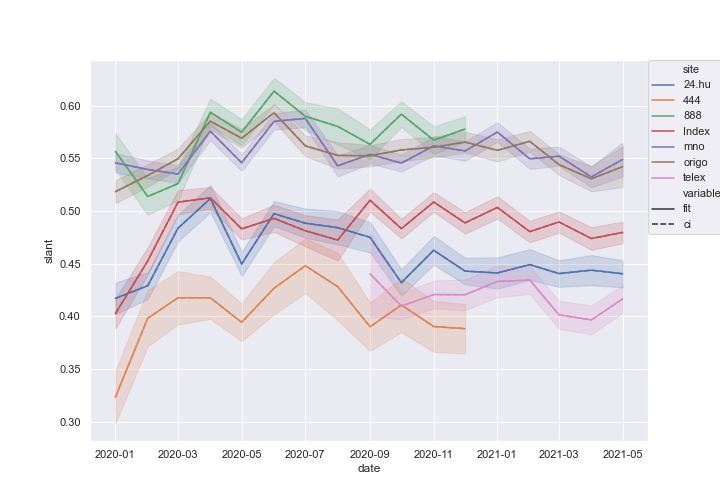 site
24.hu
444
888
Index
mno
origo
telex
variable
fit
ci
slant
0.60
0.55
0.50
0.45
0.40
0.35
0.30
2020-01 2020-03 2020-05 2020-07 2020-09 2020-11 2021-01 2021-03 2021-05
date